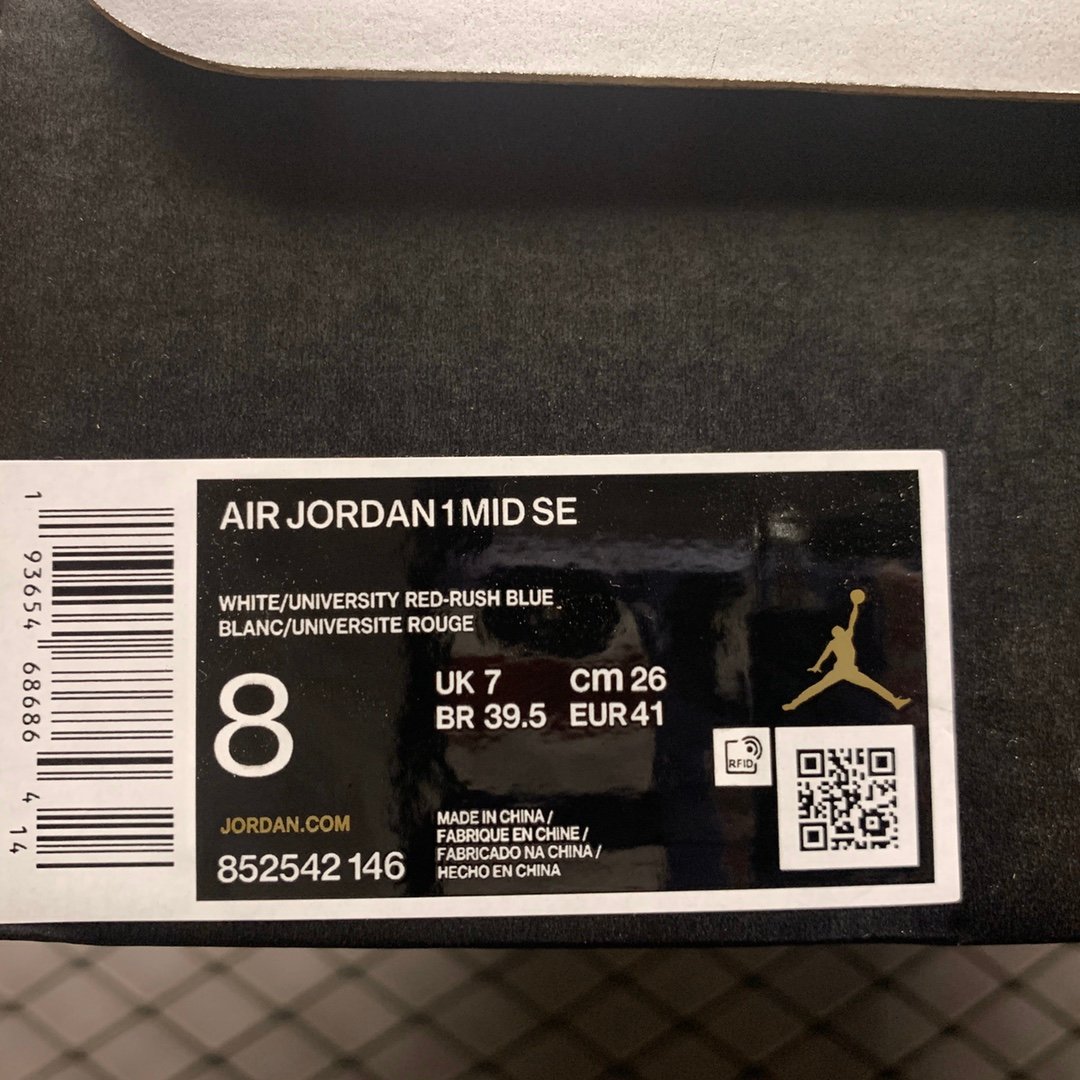 AIR JORDAN 1 MID SE
WHITE/UNIVERSITY RED-RUSH BLUE
BLANC/UNIVERSITE ROUGE
8
UK 7 cm 26
BR 39.5 EUR 41
RFID
JORDAN.COM
852542 146
MADE IN CHINA /
FABRIQUE EN CHINE /
FABRICADO NA CHINA /
HECHO EN CHINA
1 93654 68686 4 14